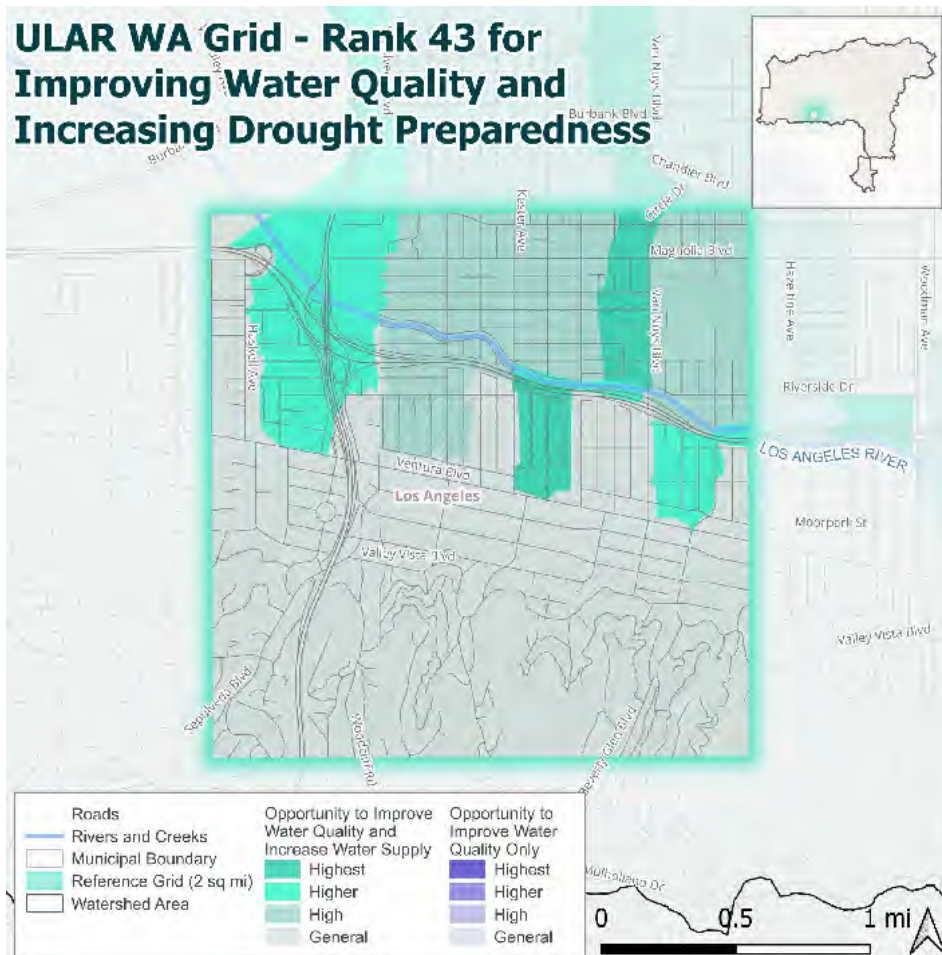 ULAR WA Grid - Rank 43 for
Improving Water Quality and
Increasing Drought Preparedness
Van Nuys Blvd
Burbank Blvd
Chandler Blvd
Circle Dr
Kester Ave
Magnolia Blvd
Hazeltine Ave
Woodman Ave
Haskell Ave
Van Nuys Blvd
Riverside Dr
LOS ANGELES RIVER
Ventura Blvd
Los Angeles
Moorpark St
Valley Vista Blvd
Valley Vista Blvd
Sepulveda Blvd
Woodcliff Rd
Beverly Glen Blvd
Mulholland Dr
Roads
Rivers and Creeks
Municipal Boundary
Reference Grid (2 sq mi)
Watershed Area
Opportunity to Improve
Water Quality and
Increase Water Supply
Highest
Higher
High
General
Opportunity to
Improve Water
Quality Only
Highest
Higher
High
General
0 0.5 1 mi